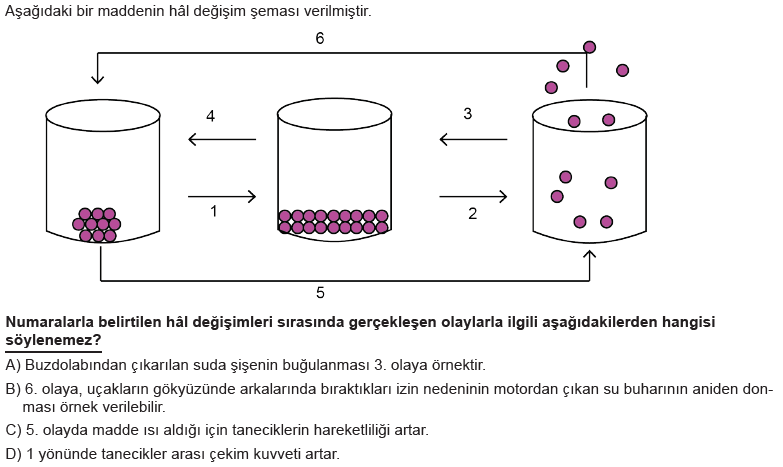 Aşağıdaki bir maddenin hâl değişim şeması verilmiştir.
6
4
3
1
2
5
Numaralarla belirtilen hâl değişimleri sırasında gerçekleşen olaylarla ilgili aşağıdakilerden hangisi
söylenemez?
A) Buzdolabından çıkarılan suda şişenin buğulanması 3. olaya örnektir.
B) 6. olaya, uçakların gökyüzünde arkalarında bıraktıkları izin nedeninin motordan çıkan su buharının aniden don-
ması örnek verilebilir.
C) 5. olayda madde ısı aldığı için taneciklerin hareketliliği artar.
D) 1 yönünde tanecikler arası çekim kuvveti artar.